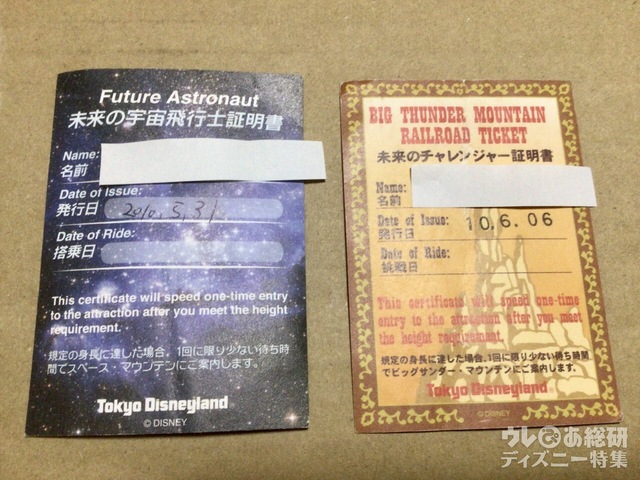 Future Astronaut
未来の宇宙飛行士証明書
Name:
名前
Date of Issue:
発行日 2010.5.31
Date of Ride:
搭乗日
This certificate will speed one-time entry
to the attraction after you meet the height
requirement.
規定の身長に達した場合、1回に限り少ない待ち時
間でスペース・マウンテンにご案内します。
Tokyo Disneyland
©DISNEY
BIG THUNDER MOUNTAIN
RAILROAD TICKET
未来のチャレンジャー証明書
Name:
名前
Date of Issue:
発行日 10.6.06
Date of Ride:
挑戦日
This certificate will speed one-time
entry to the attraction after you meet
the height requirement.
規定の身長に達した場合、1回に限り少ない待ち時間
でビッグサンダー・マウンテンにご案内します。
Tokyo Disneyland
©DISNEY
ウレぴあ総研
ディズニー特集